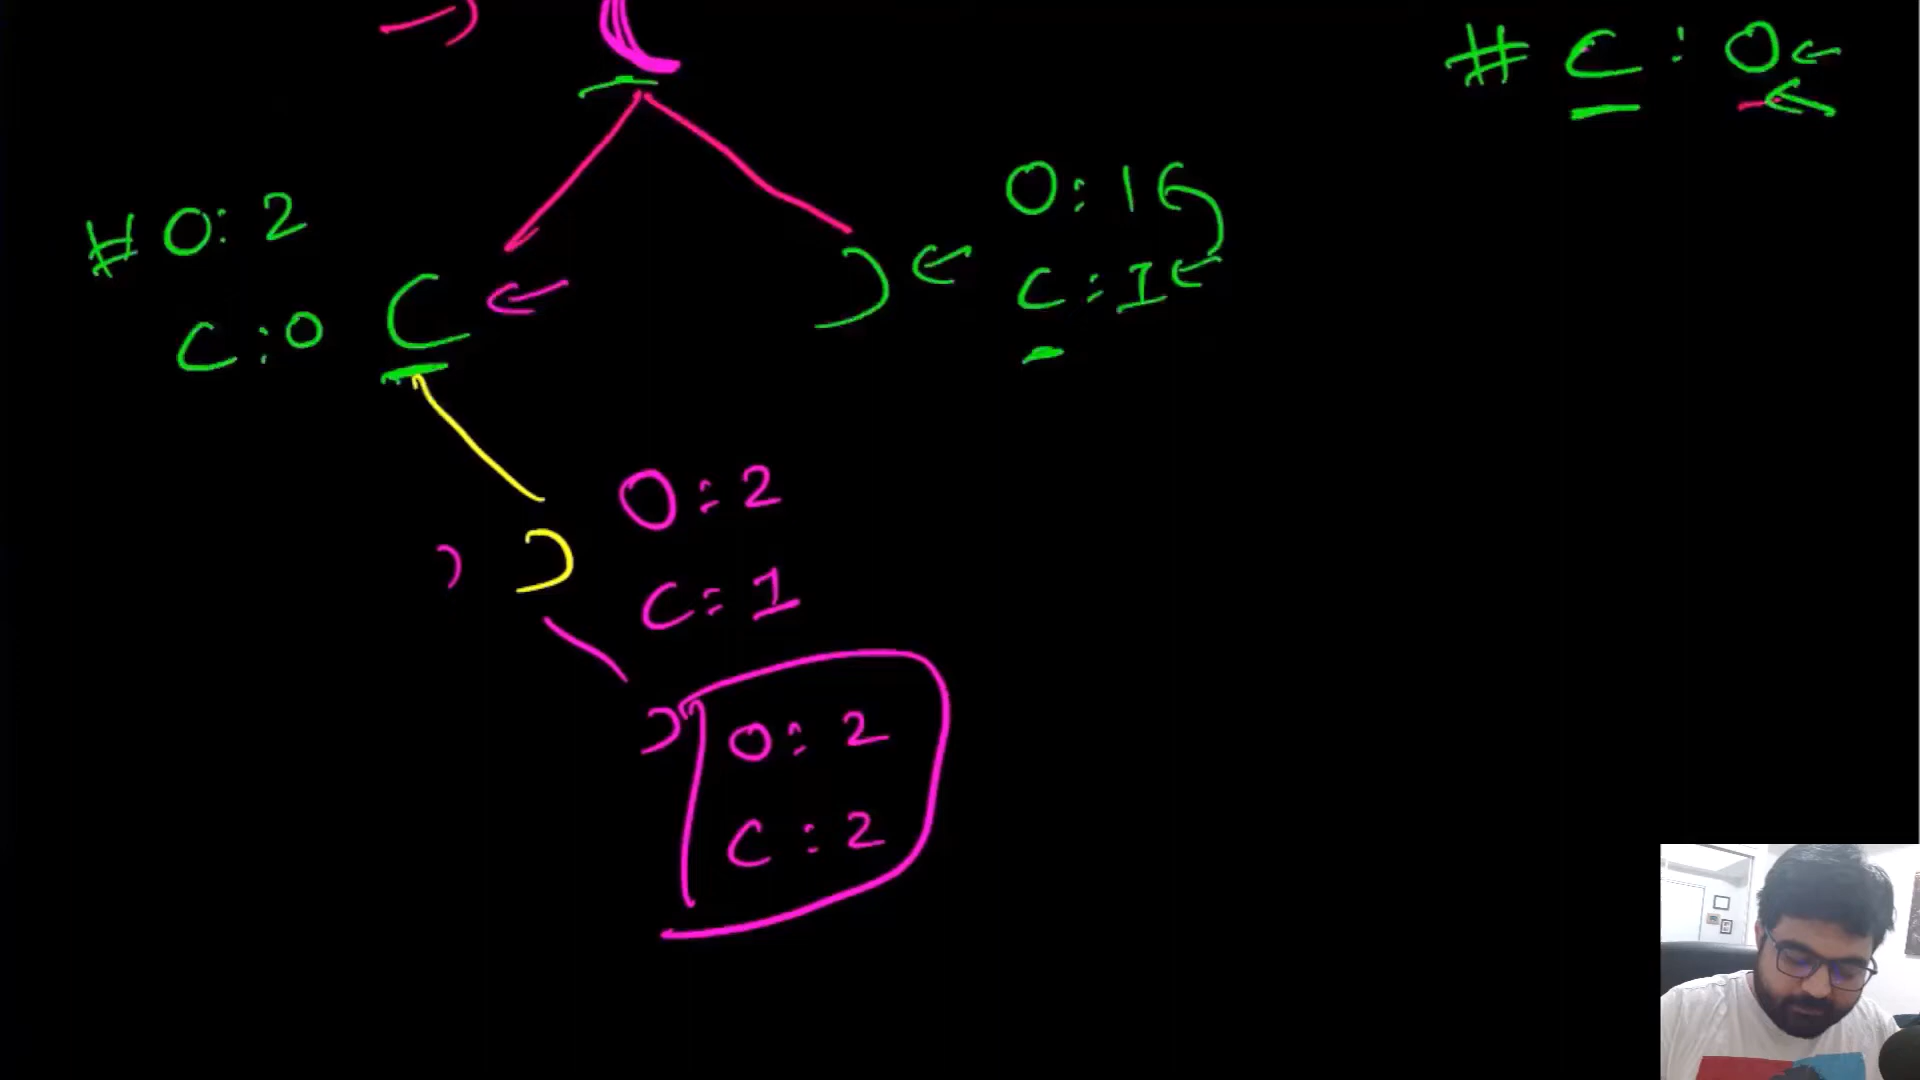 )
# C : 0
# O : 2
C : 0
(
)
O : 1
C : 1
) )
O : 2
C : 1
)
O : 2
C : 2